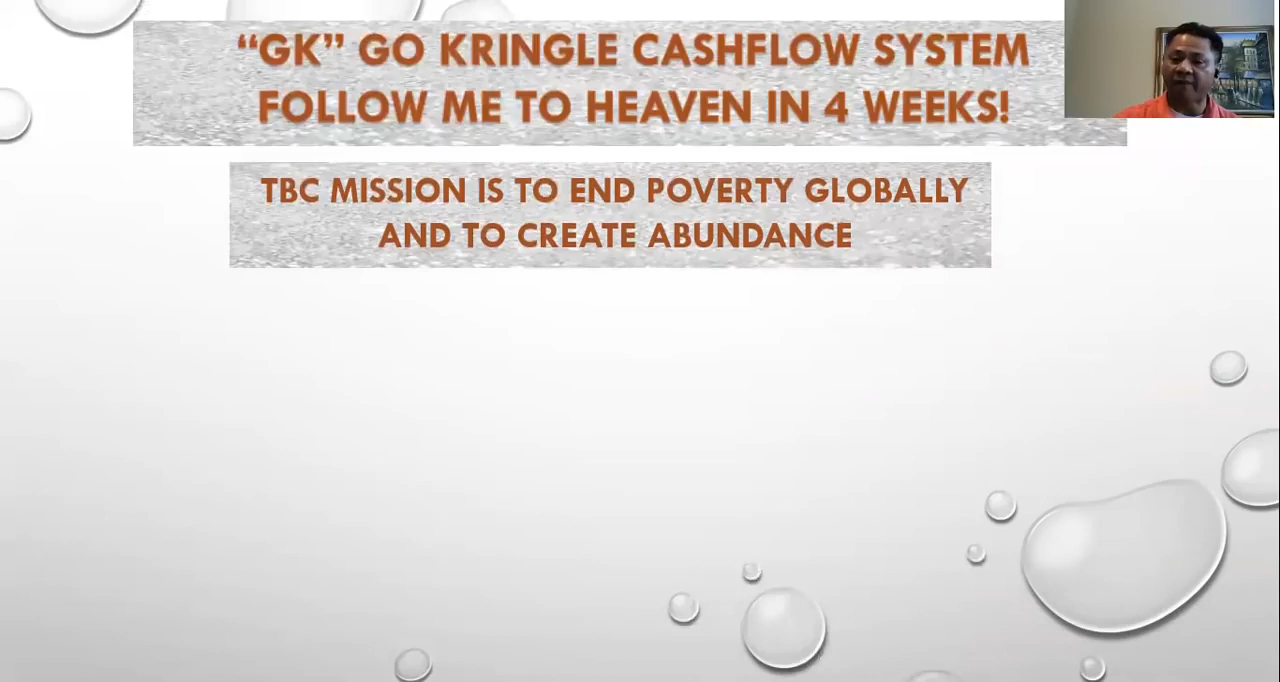 “GK” GO KRINGLE CASHFLOW SYSTEM
FOLLOW ME TO HEAVEN IN 4 WEEKS!
TBC MISSION IS TO END POVERTY GLOBALLY
AND TO CREATE ABUNDANCE